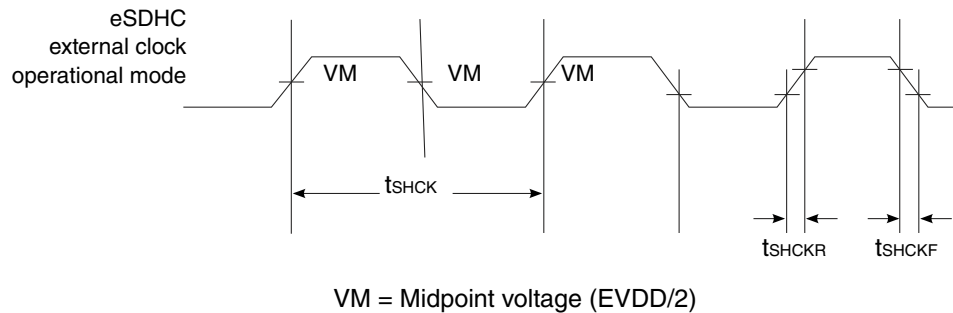 eSDHC
external clock
operational mode
VM VM VM
tSHCK
tSHCKR tSHCKF
VM = Midpoint voltage (EVDD/2)